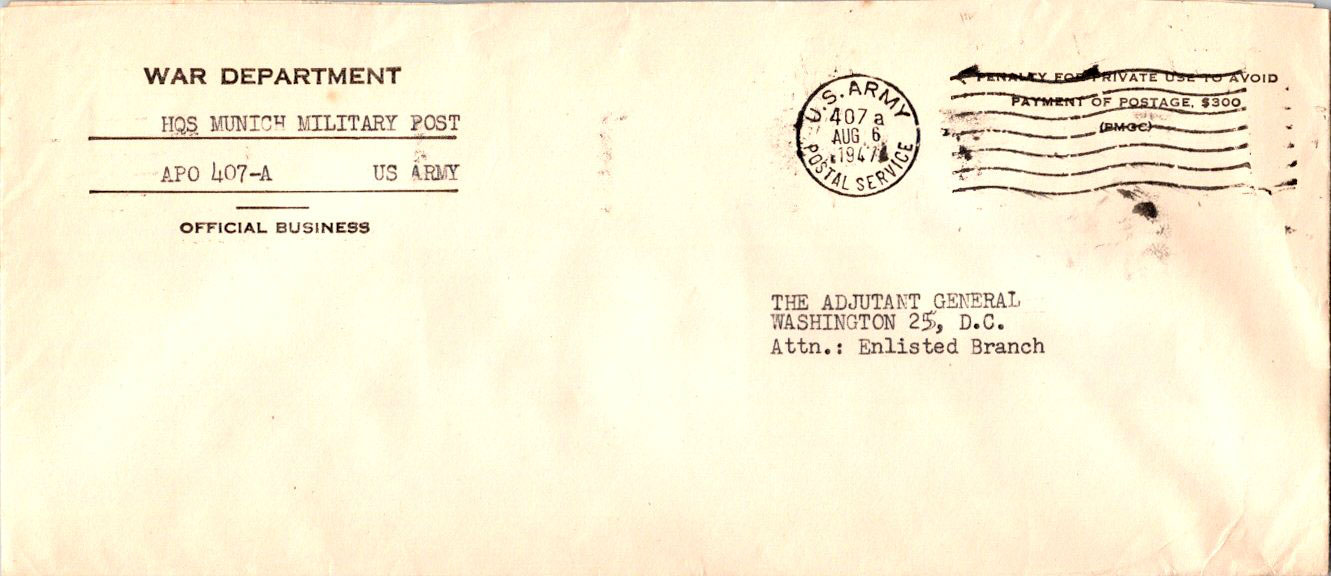 WAR DEPARTMENT
HQS MUNICH MILITARY POST
APO 407-A US ARMY
OFFICIAL BUSINESS
U.S. ARMY
407 a
AUG 6
1947
POSTAL SERVICE
PENALTY FOR PRIVATE USE TO AVOID
PAYMENT OF POSTAGE, $300
(PMGC)
THE ADJUTANT GENERAL
WASHINGTON 25, D.C.
Attn.: Enlisted Branch